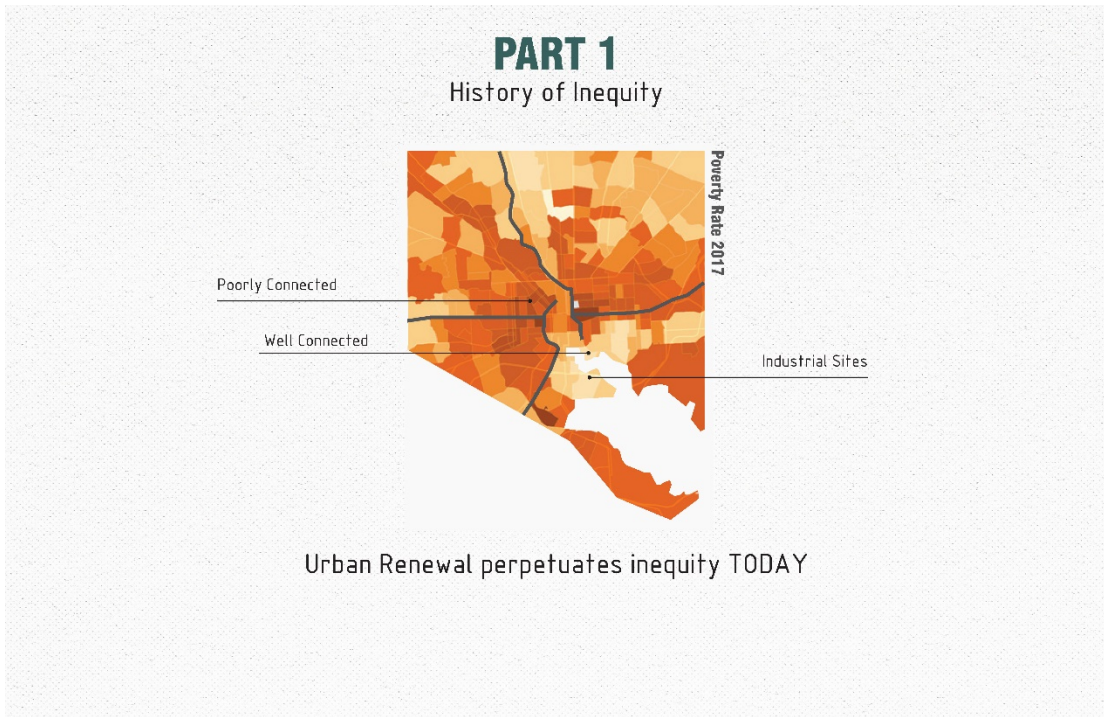 PART 1
History of Inequity
Poverty Rate 2017
Poorly Connected
Well Connected
Industrial Sites
Urban Renewal perpetuates inequity TODAY